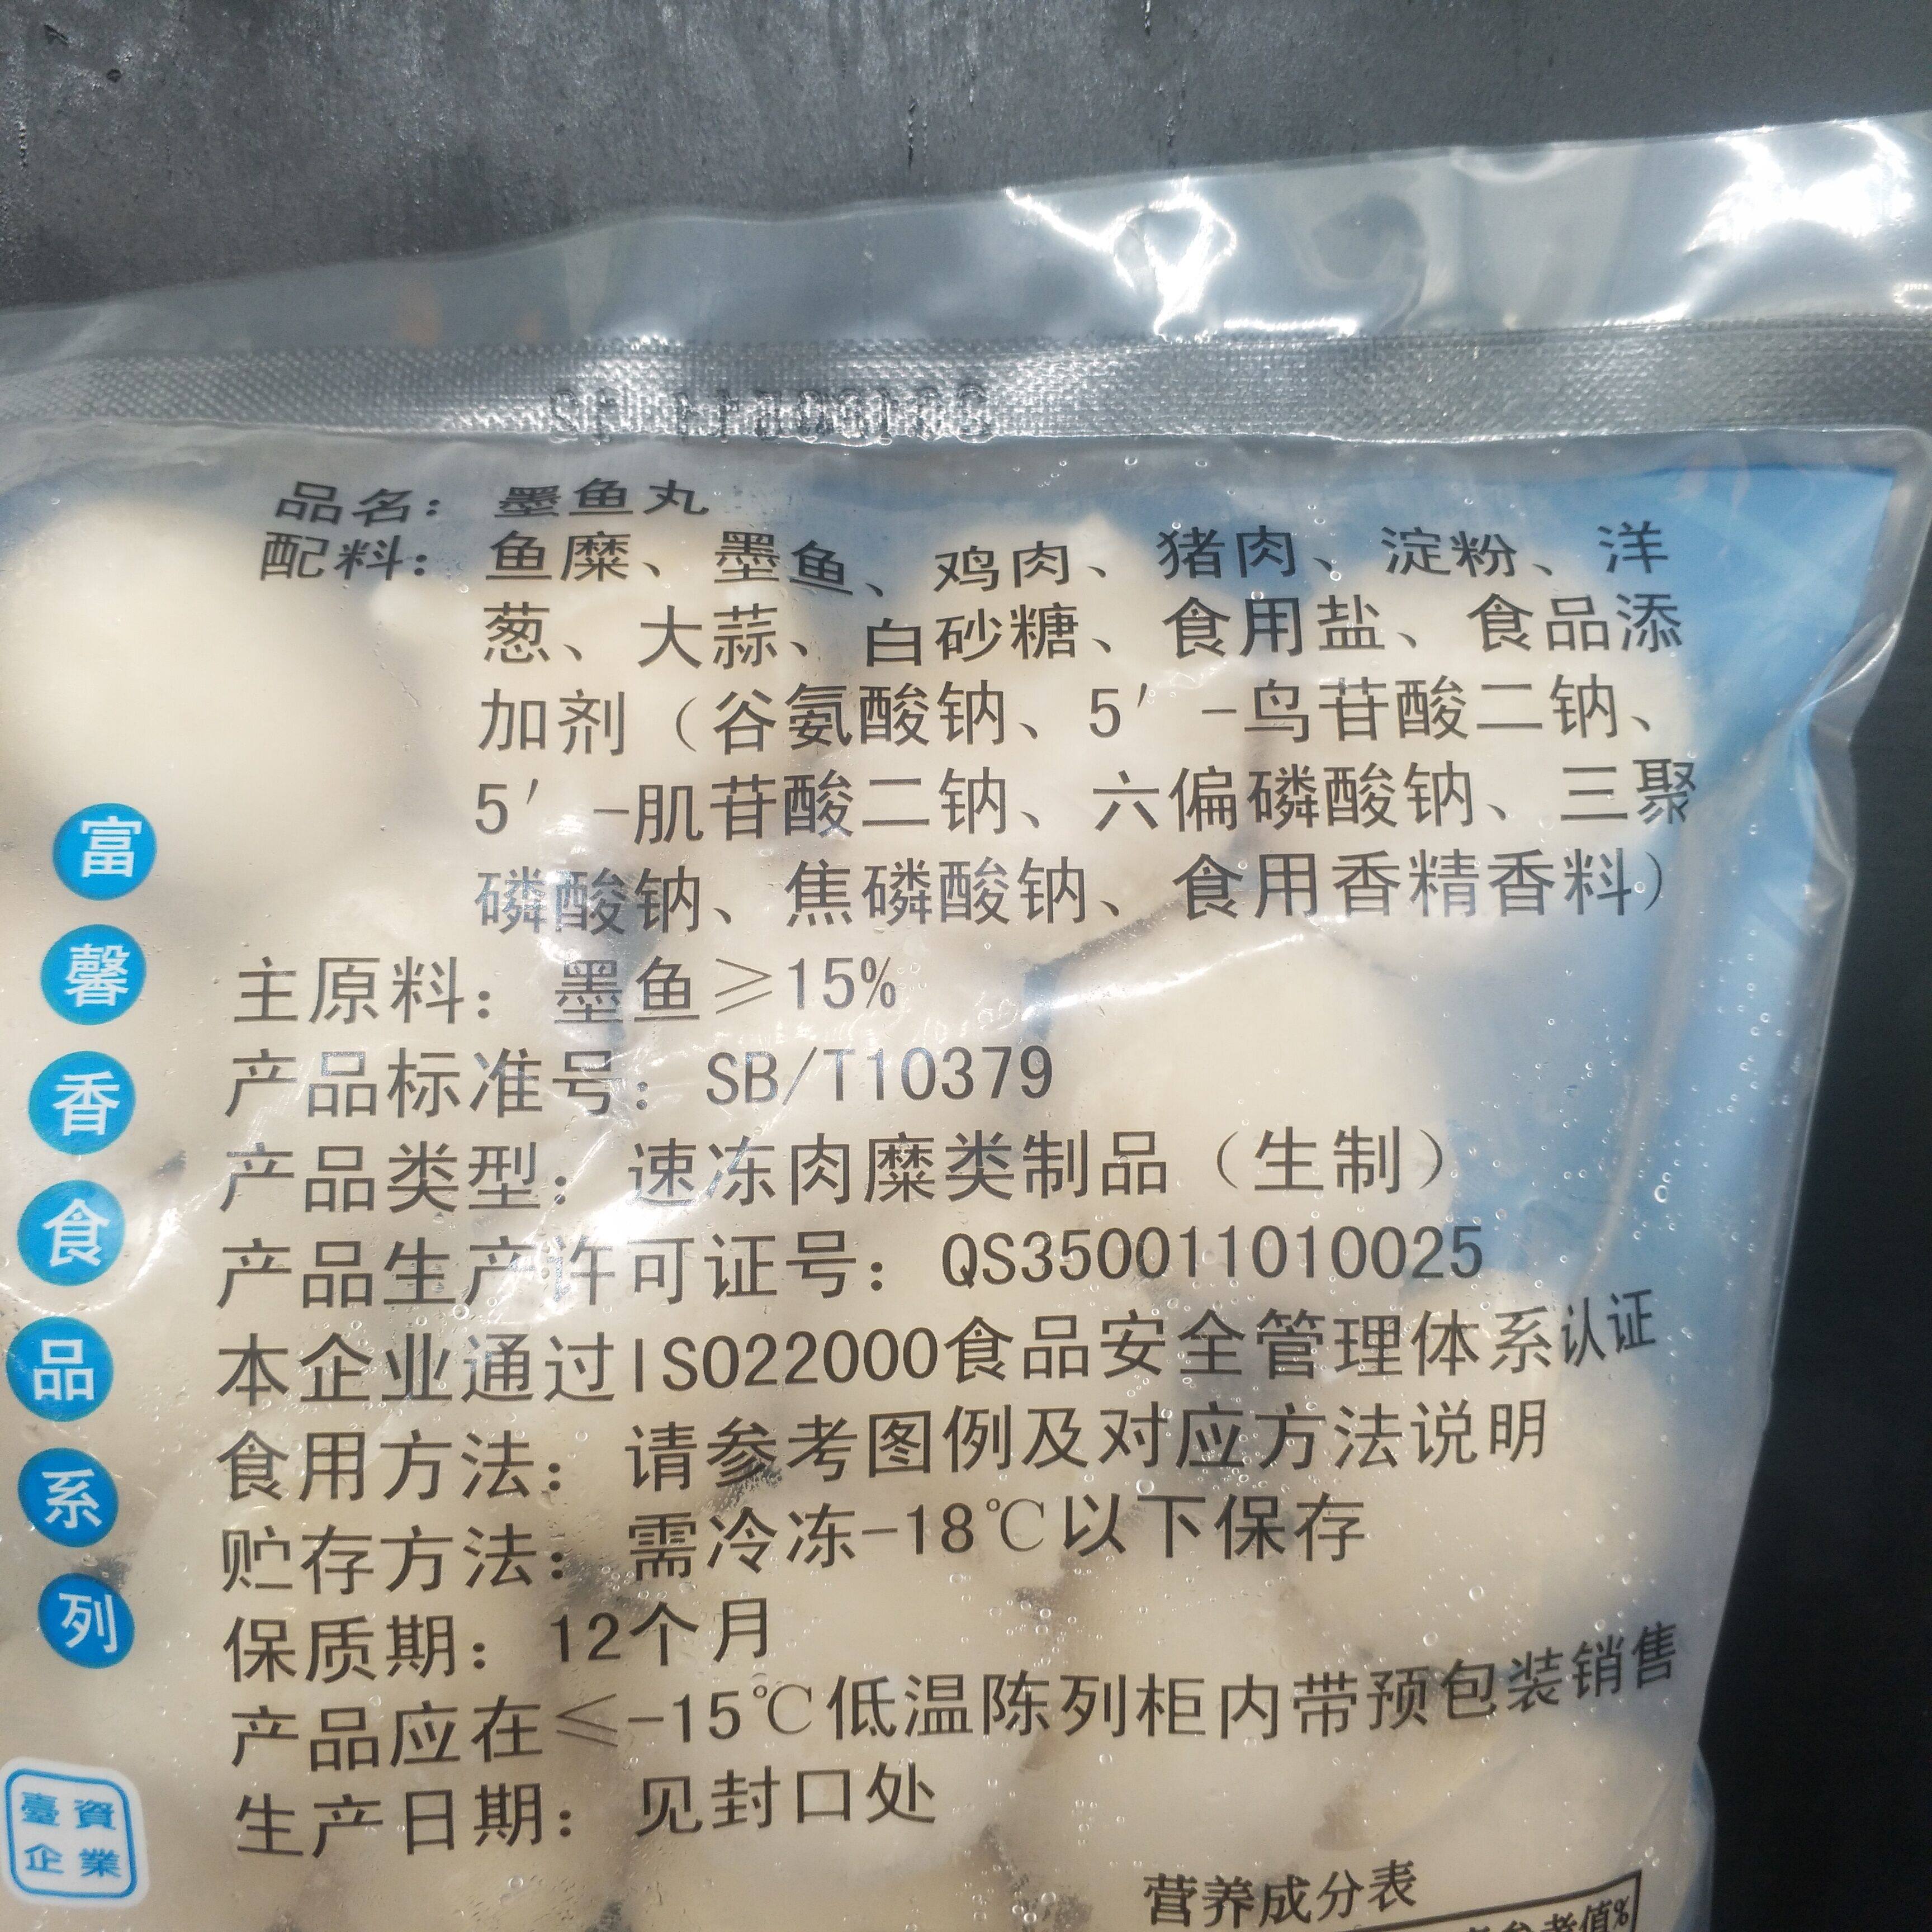 品名：墨鱼丸
配料：鱼糜、墨鱼、鸡肉、猪肉、淀粉、洋
葱、大蒜、白砂糖、食用盐、食品添
加剂（谷氨酸钠、5′-鸟苷酸二钠、
5′-肌苷酸二钠、六偏磷酸钠、三聚
磷酸钠、焦磷酸钠、食用香精香料）
主原料：墨鱼≥15%
产品标准号：SB/T10379
产品类型：速冻肉糜类制品（生制）
产品生产许可证号：QS350011010025
本企业通过ISO22000食品安全管理体系认证
食用方法：请参考图例及对应方法说明
贮存方法：需冷冻-18℃以下保存
保质期：12个月
产品应在≤-15℃低温陈列柜内带预包装销售
生产日期：见封口处
营养成分表
参考值%
富
馨
香
食
品
系
列
臺資
企業